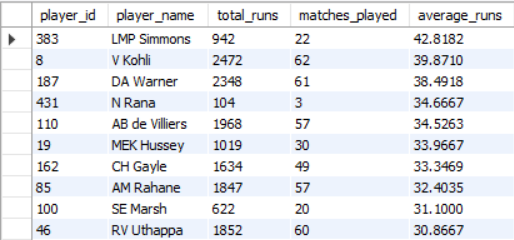 player_id player_name total_runs matches_played average_runs
383 LMP Simmons 942 22 42.8182
8 V Kohli 2472 62 39.8710
187 DA Warner 2348 61 38.4918
431 N Rana 104 3 34.6667
110 AB de Villiers 1968 57 34.5263
19 MEK Hussey 1019 30 33.9667
162 CH Gayle 1634 49 33.3469
85 AM Rahane 1847 57 32.4035
100 SE Marsh 622 20 31.1000
46 RV Uthappa 1852 60 30.8667